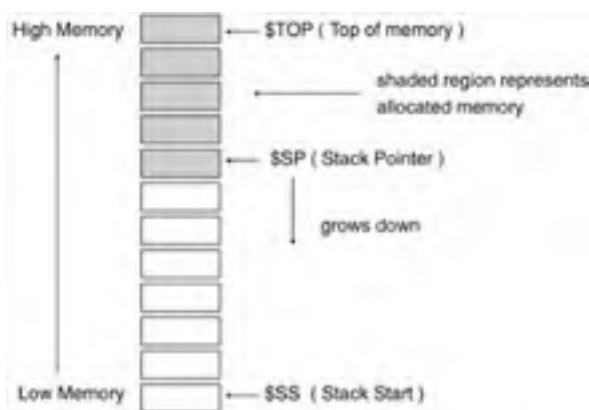 High Memory
$TOP ( Top of memory )
shaded region represents
allocated memory
$SP ( Stack Pointer )
grows down
Low Memory
$SS ( Stack Start )